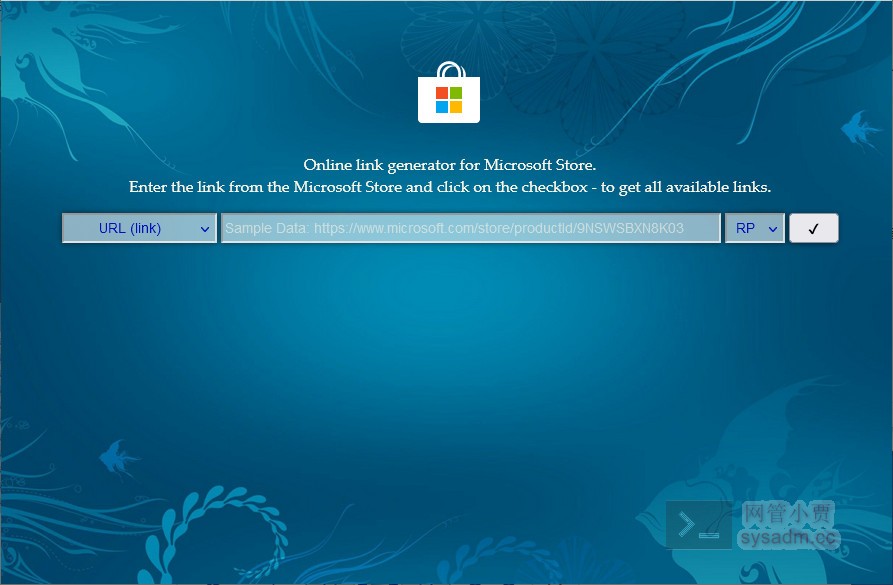 Online link generator for Microsoft Store.
Enter the link from the Microsoft Store and click on the checkbox - to get all available links.
URL (link) Sample Data: https://www.microsoft.com/store/productId/9NSWSBXN8K03 RP ✓
网管小贾
sysadm.cc